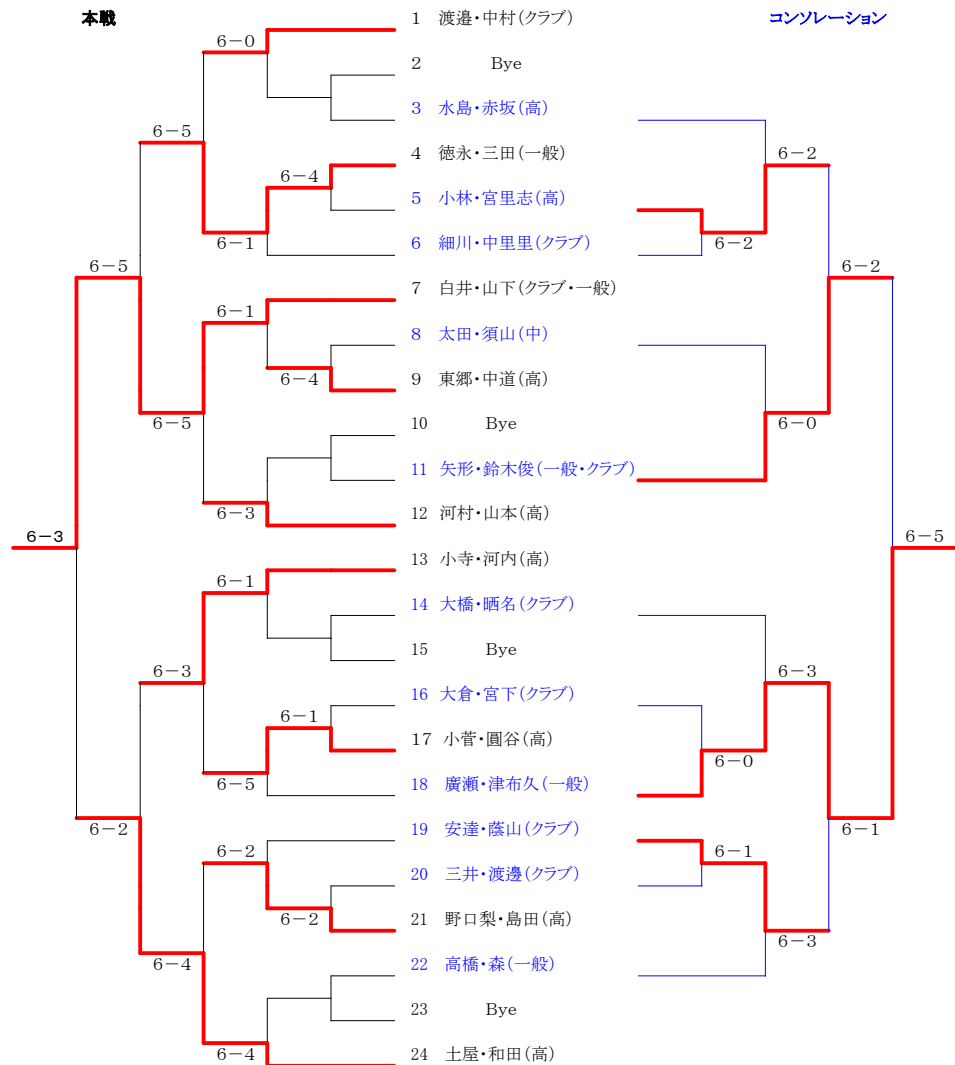 本戦
コンソレーション
1 渡邉・中村(クラブ)
6-0
2 Bye
3 水島・赤坂(高)
6-5
4 徳永・三田(一般)
6-2
6-4
5 小林・宮里志(高)
6-1
6 細川・中里里(クラブ)
6-2
6-5
6-2
7 白井・山下(クラブ・一般)
6-1
8 太田・須山(中)
6-4
9 東郷・中道(高)
6-5
10 Bye
6-0
11 矢形・鈴木俊(一般・クラブ)
6-3
12 河村・山本(高)
6-3
6-5
13 小寺・河内(高)
6-1
14 大橋・晒名(クラブ)
15 Bye
6-3
6-3
16 大倉・宮下(クラブ)
6-1
17 小菅・圓谷(高)
6-0
6-5
18 廣瀬・津布久(一般)
6-2
19 安達・蔭山(クラブ)
6-1
6-2
6-1
20 三井・渡邊(クラブ)
6-2
21 野口梨・島田(高)
6-3
6-4
22 高橋・森(一般)
23 Bye
6-4
24 土屋・和田(高)